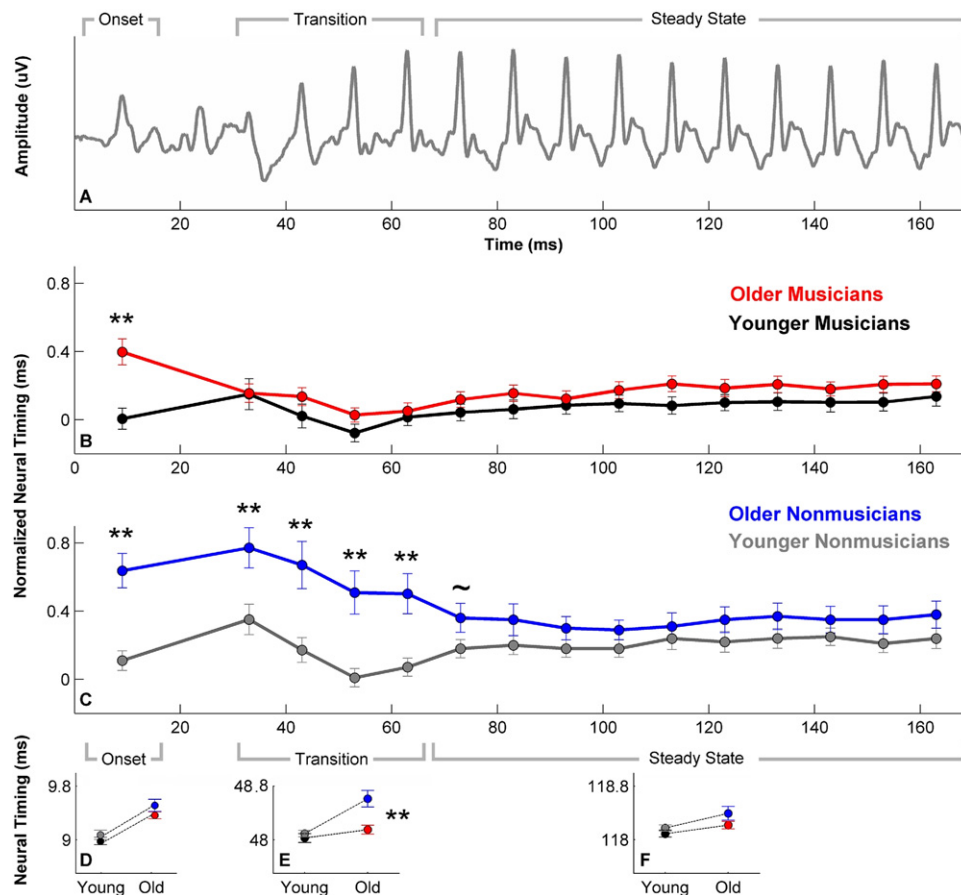 Onset Transition Steady State
Amplitude (uV)
A
20 40 60 80 100 120 140 160
Time (ms)
Normalized Neural Timing (ms)
0.8
0.4
0
**
Older Musicians
Younger Musicians
B
0 20 40 60 80 100 120 140 160
0.8
0.4
0
** ** ** ** ** ~
Older Nonmusicians
Younger Nonmusicians
C
20 40 60 80 100 120 140 160
Onset Transition Steady State
Neural Timing (ms)
9.8
9
D
Young Old
48.8
48
**
E
Young Old
118.8
118
F
Young Old